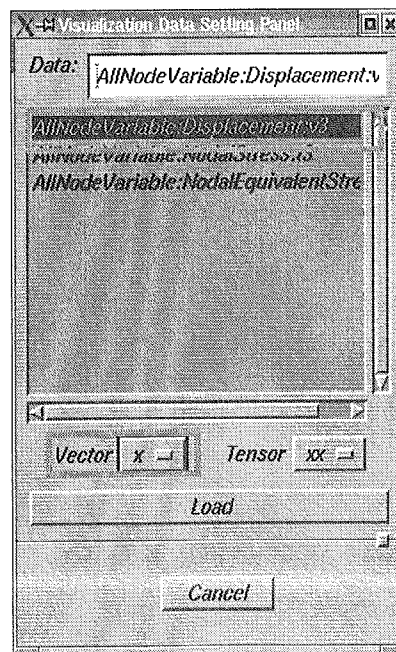 Visualization Data Setting Panel
Data: AllNodeVariable:Displacement:v
AllNodeVariable:Displacement:v3
AllNodeVariable:NodalStress:t3
AllNodeVariable:NodalEquivalentStre
Vector x Tensor xx
Load
Cancel